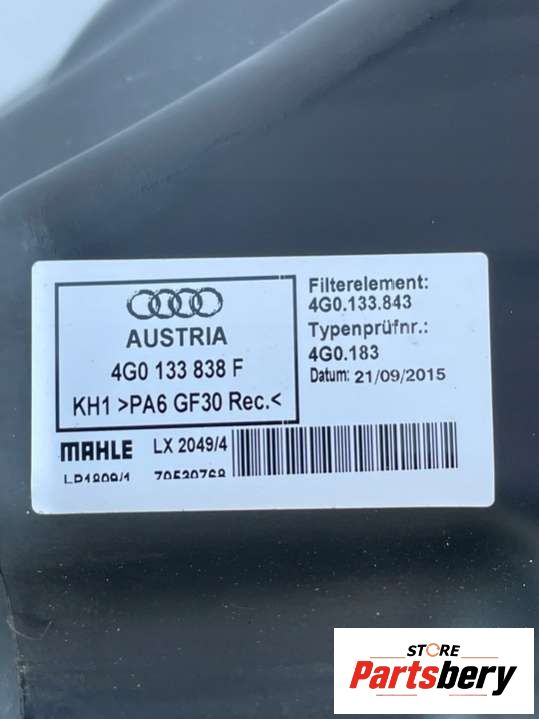 AUSTRIA
4G0 133 838 F
KH1 >PA6 GF30 Rec.<
Filterelement:
4G0.133.843
Typenprüfnr.:
4G0.183
Datum: 21/09/2015
MAHLE LX 2049/4
STORE
Partsbery